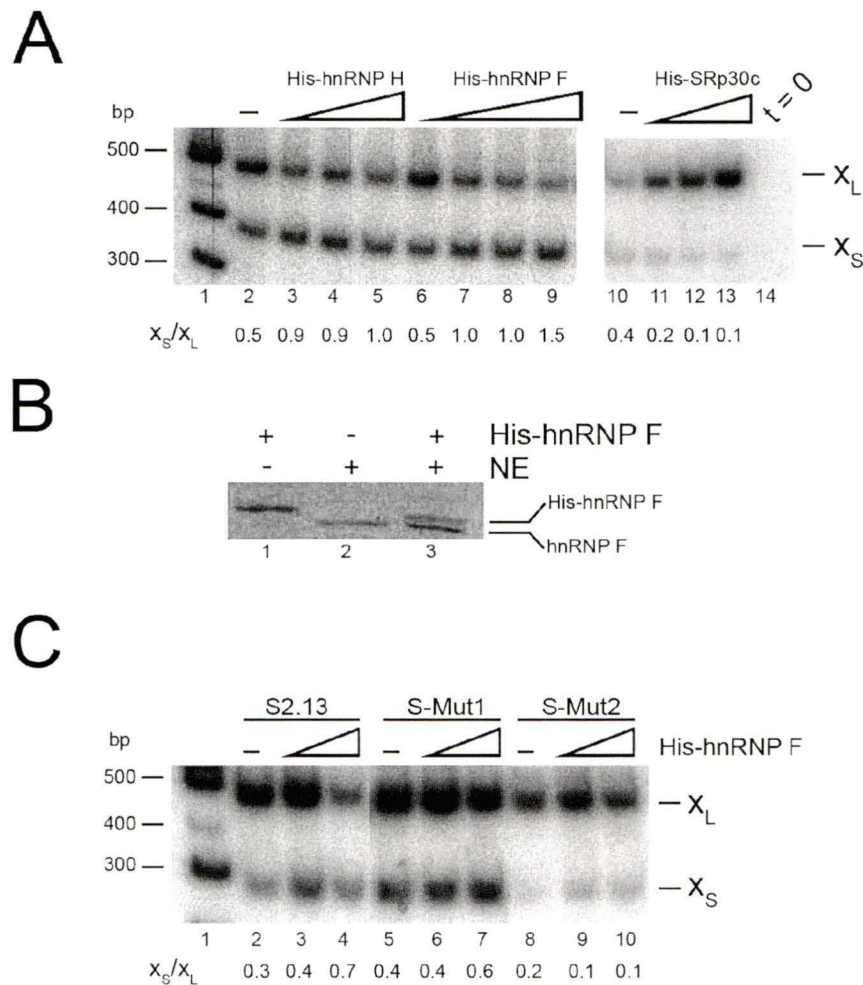 A
His-hnRNP H His-hnRNP F His-SRp30c
bp – – t = 0
500
400
300
X_L
X_S
1 2 3 4 5 6 7 8 9 10 11 12 13 14
X_S/X_L 0.5 0.9 0.9 1.0 0.5 1.0 1.0 1.5 0.4 0.2 0.1 0.1
B
+ - + His-hnRNP F
- + + NE
His-hnRNP F
hnRNP F
1 2 3
C
S2.13 S-Mut1 S-Mut2
bp – – – His-hnRNP F
500
400
300
X_L
X_S
1 2 3 4 5 6 7 8 9 10
X_S/X_L 0.3 0.4 0.7 0.4 0.4 0.6 0.2 0.1 0.1